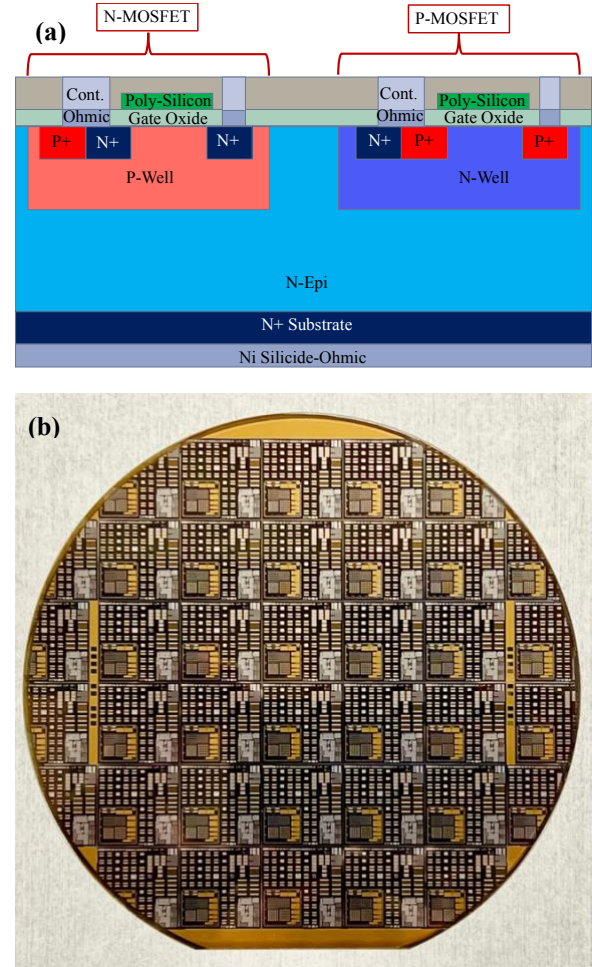 (a)
N-MOSFET
P-MOSFET
Cont.
Poly-Silicon
Cont.
Poly-Silicon
Ohmic
Gate Oxide
Ohmic
Gate Oxide
P+
N+
N+
N+
P+
P+
P-Well
N-Well
N-Epi
N+ Substrate
Ni Silicide-Ohmic
(b)